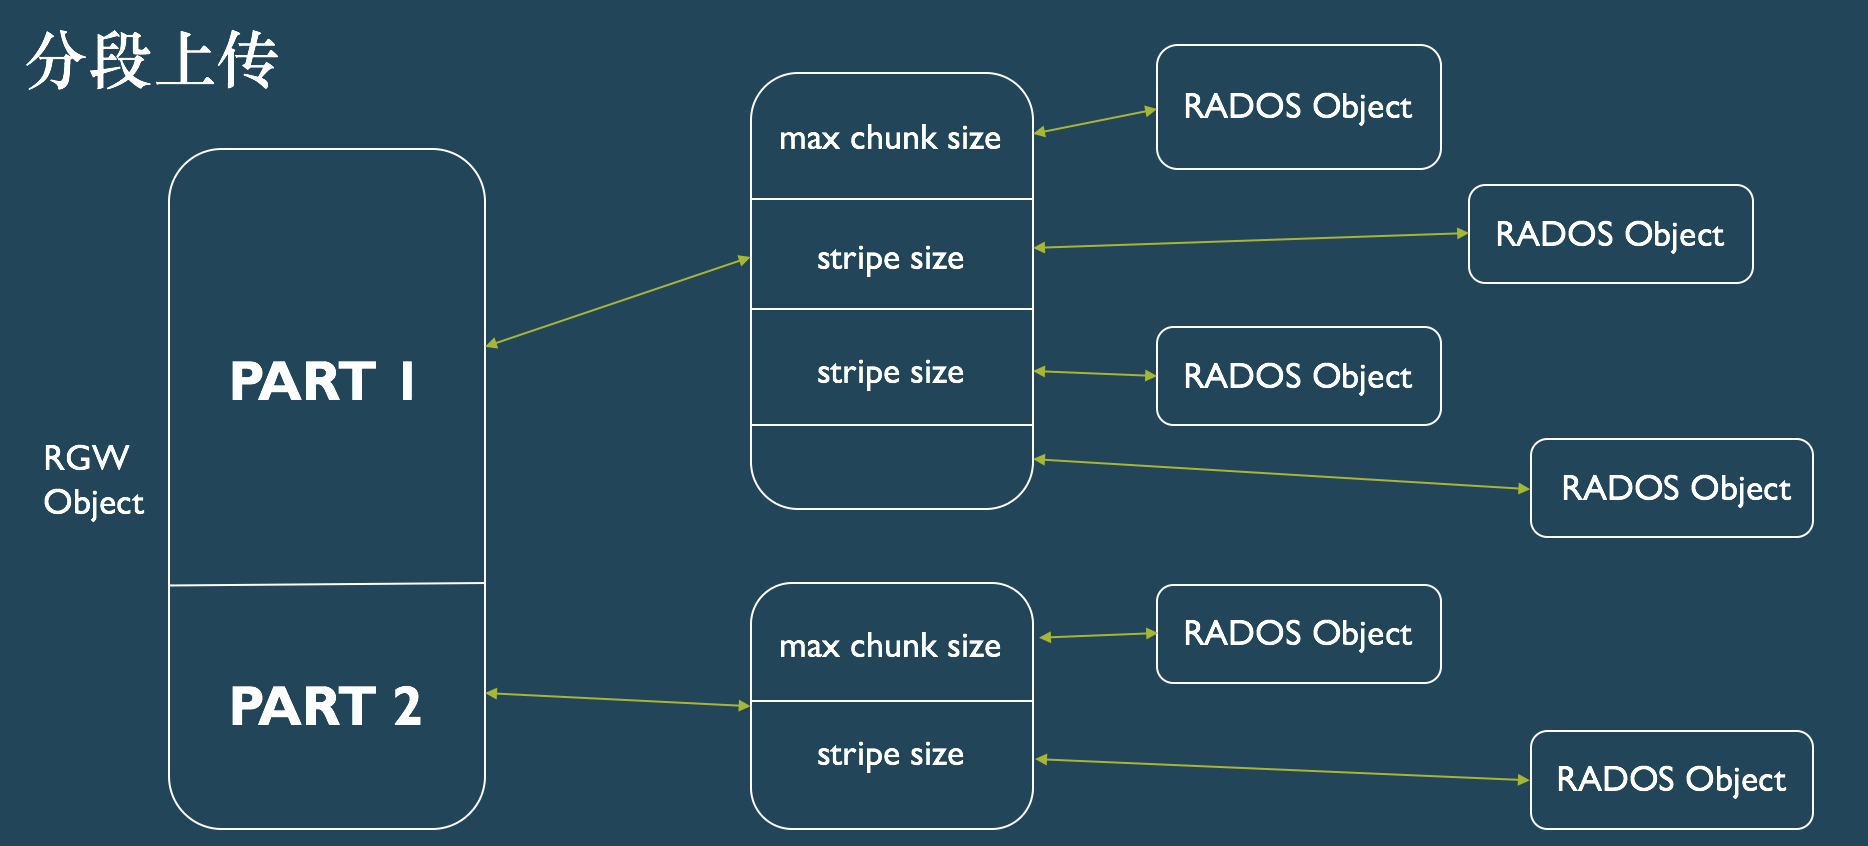 分段上传
RGW
Object
PART 1
PART 2
max chunk size
stripe size
stripe size
RADOS Object
RADOS Object
RADOS Object
RADOS Object
max chunk size
stripe size
RADOS Object
RADOS Object